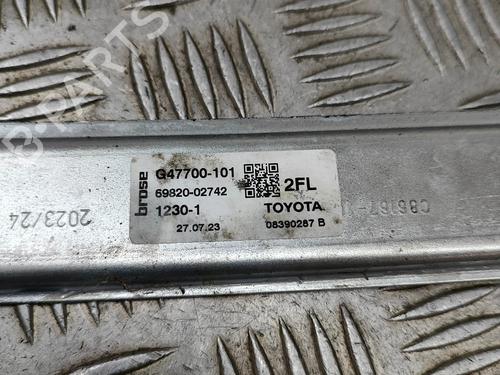 brose
G47700-101
69820-02742
1230-1
27.07.23
2FL
TOYOTA
08390287 B
2023/24
B-PARTS